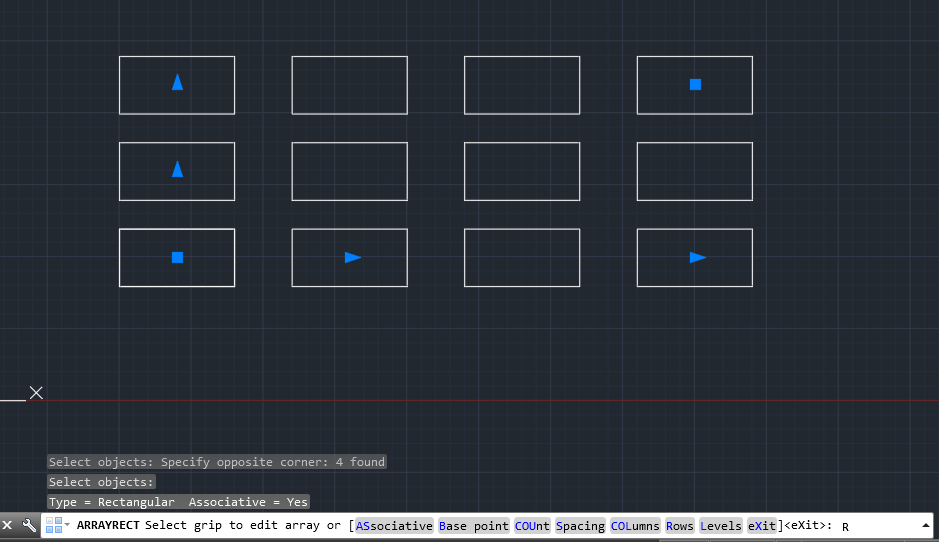 Select objects: Specify opposite corner: 4 found
Select objects:
Type = Rectangular  Associative = Yes
ARRAYRECT Select grip to edit array or [ASsociative Base point COUnt Spacing COLumns Rows Levels eXit]<eXit>: R